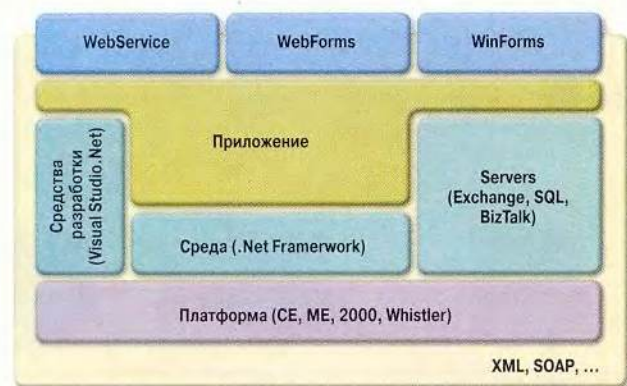 WebService
WebForms
WinForms
Приложение
Средства
разработки
(Visual Studio.Net)
Servers
(Exchange, SQL,
BizTalk)
Среда (.Net Framerwork)
Платформа (CE, ME, 2000, Whistler)
XML, SOAP, ...